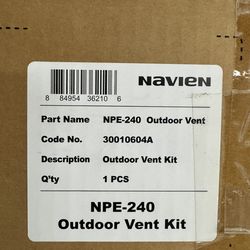 NAVIEN
8 84954 36210 6
Part Name NPE-240 Outdoor Vent
Code No. 30010604A
Description Outdoor Vent Kit
Q'ty 1 PCS
NPE-240
Outdoor Vent Kit